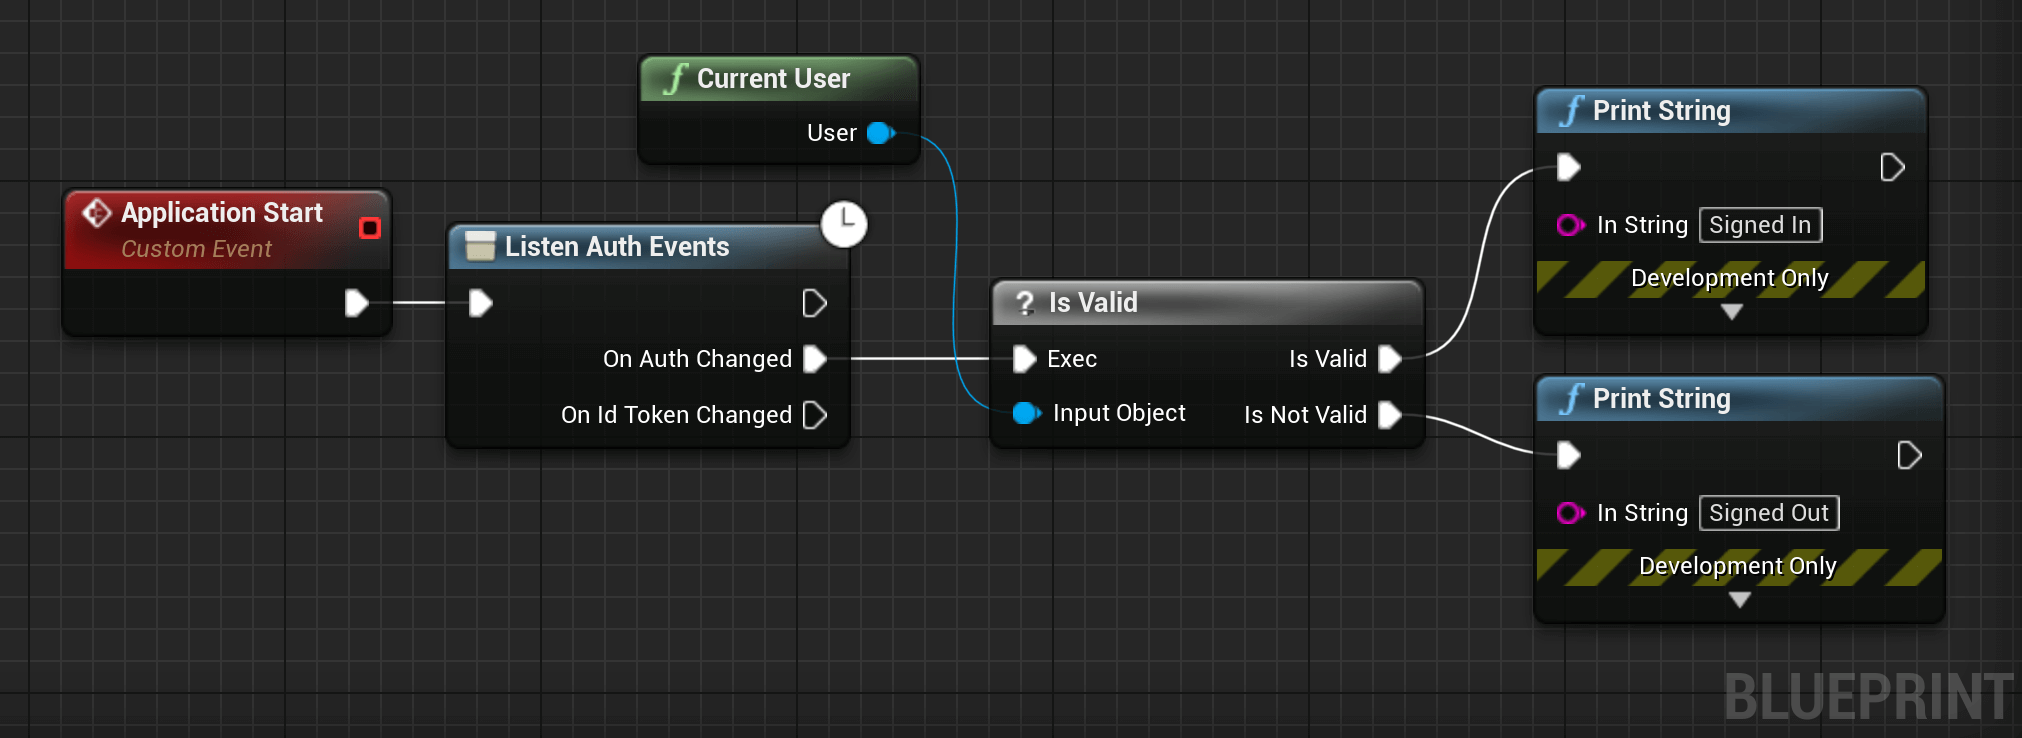 Current User
User
Application Start
Custom Event
Listen Auth Events
On Auth Changed
On Id Token Changed
Is Valid
Exec
Is Valid
Input Object
Is Not Valid
Print String
In String
Signed In
Development Only
Print String
In String
Signed Out
Development Only
BLUEPRINT